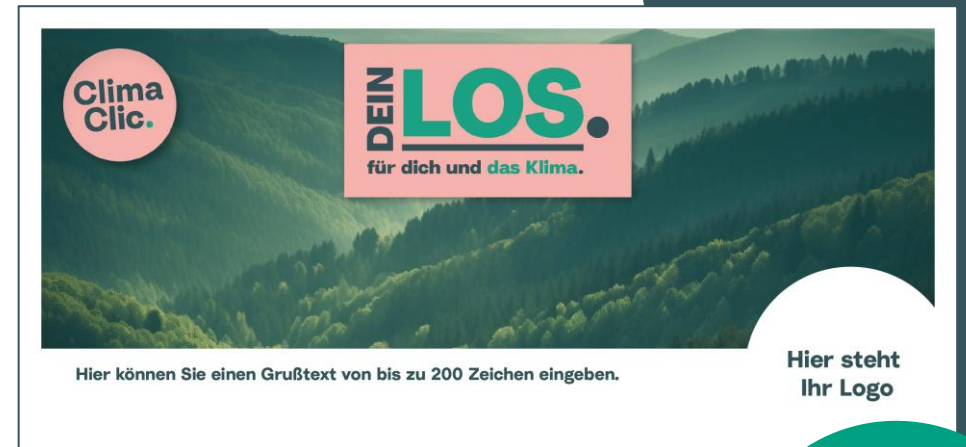 Clima
Clic.
DEIN
LOS.
für dich und das Klima.
Hier können Sie einen Grußtext von bis zu 200 Zeichen eingeben.
Hier steht
Ihr Logo